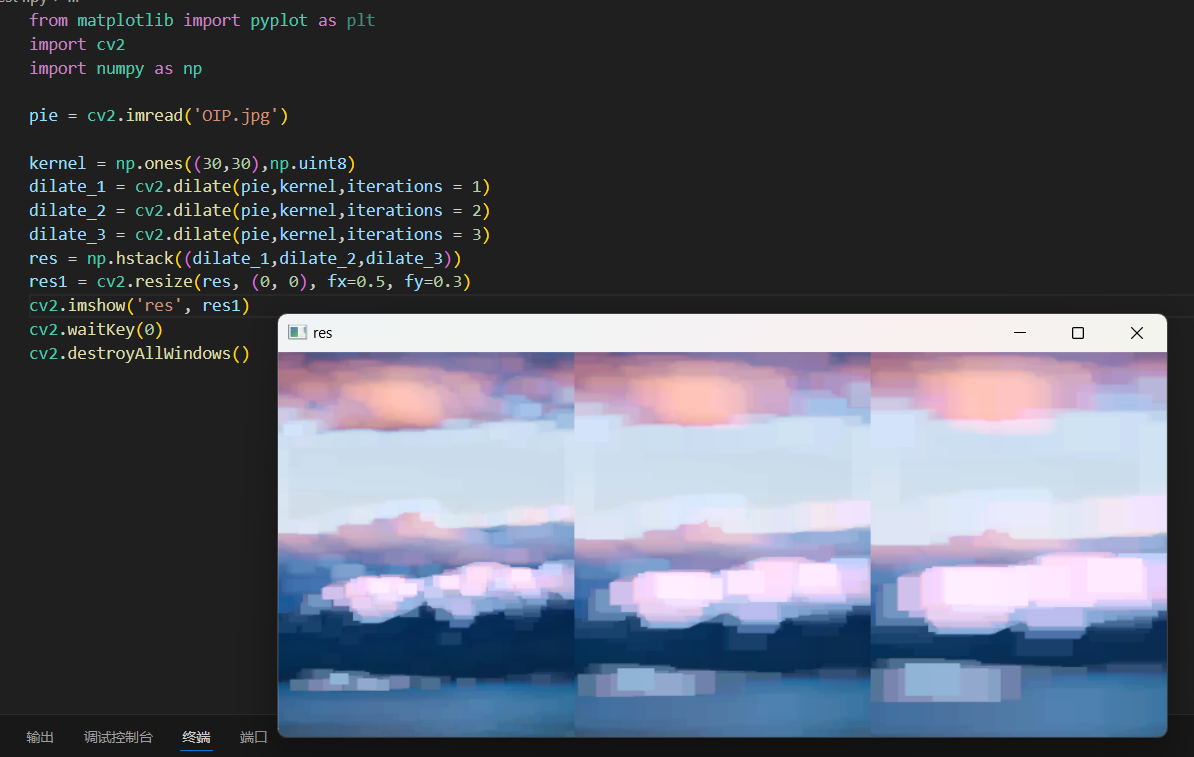 from matplotlib import pyplot as plt
import cv2
import numpy as np
pie = cv2.imread('OIP.jpg')
kernel = np.ones((30,30),np.uint8)
dilate_1 = cv2.dilate(pie,kernel,iterations = 1)
dilate_2 = cv2.dilate(pie,kernel,iterations = 2)
dilate_3 = cv2.dilate(pie,kernel,iterations = 3)
res = np.hstack((dilate_1,dilate_2,dilate_3))
res1 = cv2.resize(res, (0, 0), fx=0.5, fy=0.3)
cv2.imshow('res', res1)
cv2.waitKey(0)
cv2.destroyAllWindows()
res
输出 调试控制台 终端 端口